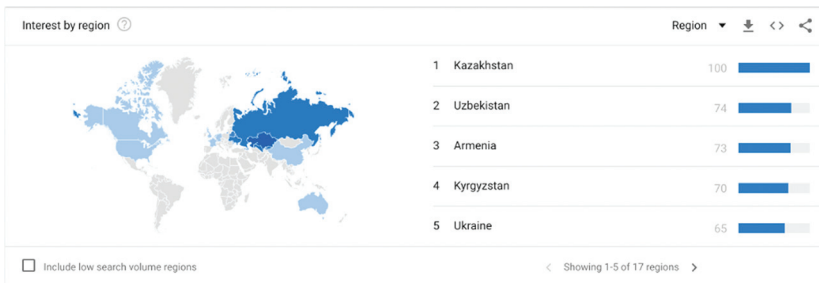 Interest by region
Region
1 Kazakhstan 100
2 Uzbekistan 74
3 Armenia 73
4 Kyrgyzstan 70
5 Ukraine 65
Include low search volume regions
Showing 1-5 of 17 regions